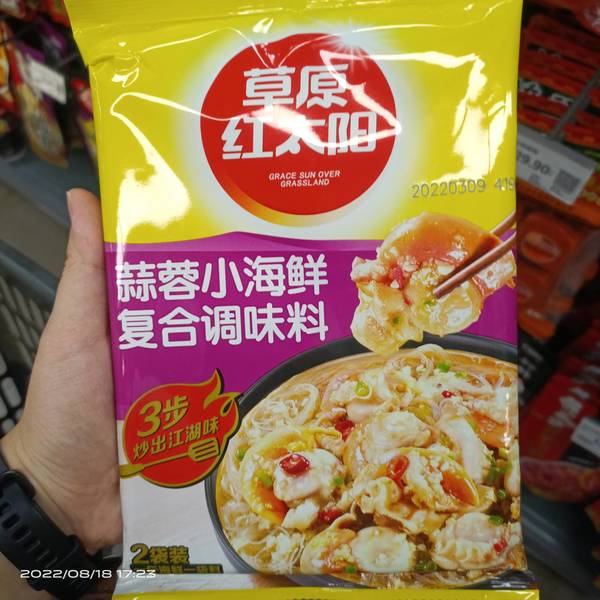 草原
红太阳
GRACE SUN OVER
GRASSLAND
20220309 419
蒜蓉小海鲜
复合调味料
3步
炒出江湖味
2袋装
2022/08/18 17:23